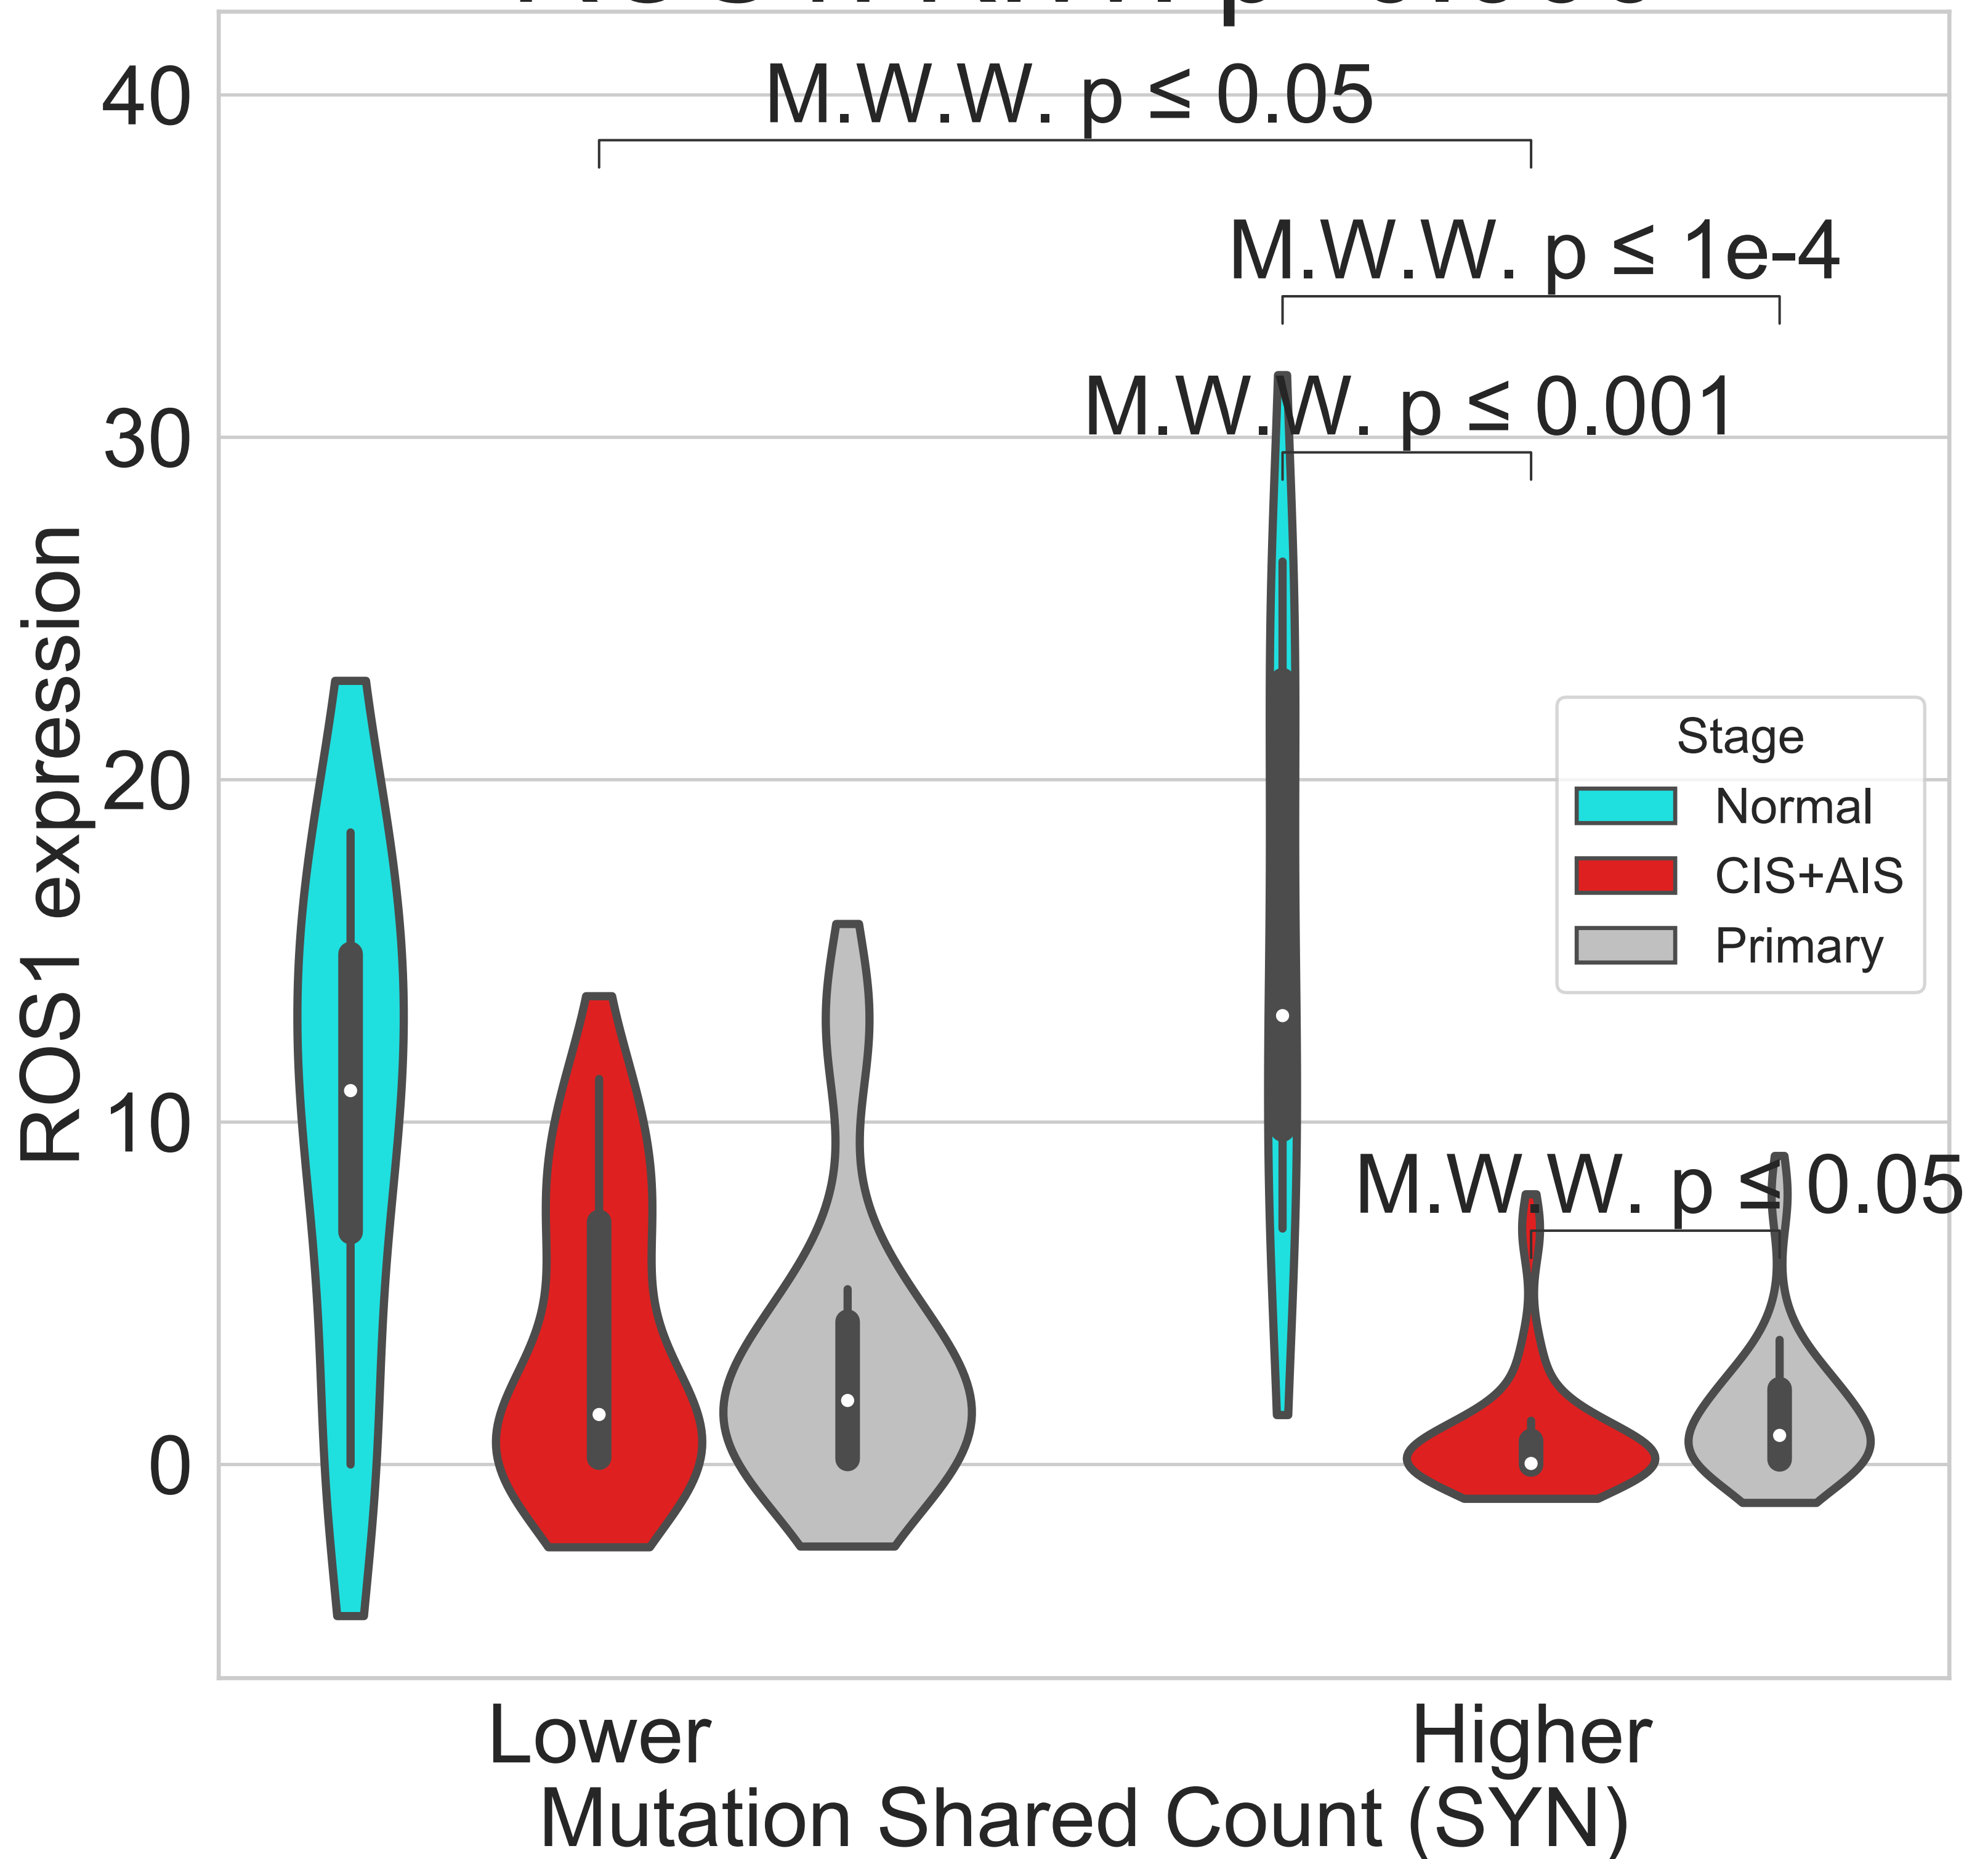 40
M.W.W. p ≤ 0.05
M.W.W. p ≤ 1e-4
M.W.W. p ≤ 0.001
30
ROS1 expression
20
Stage
Normal
CIS+AIS
Primary
10
M.W.W. p ≤ 0.05
0
Lower
Higher
Mutation Shared Count (SYN)